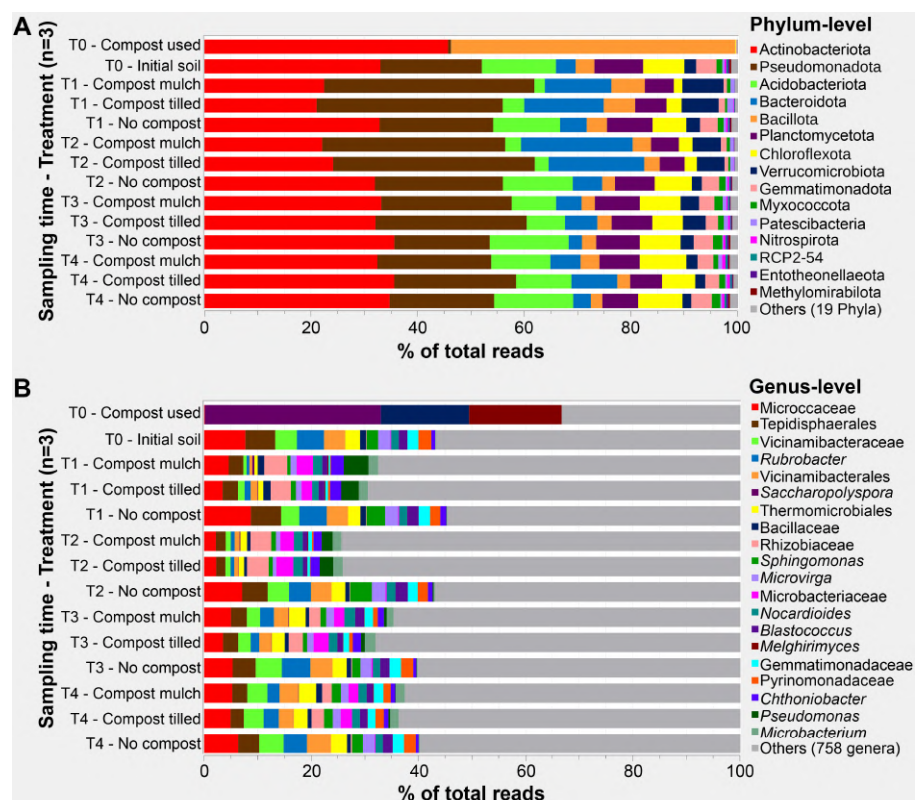 A
Sampling time - Treatment (n=3)
T0 - Compost used
T0 - Initial soil
T1 - Compost mulch
T1 - Compost tilled
T1 - No compost
T2 - Compost mulch
T2 - Compost tilled
T2 - No compost
T3 - Compost mulch
T3 - Compost tilled
T3 - No compost
T4 - Compost mulch
T4 - Compost tilled
T4 - No compost
0 20 40 60 80 100
% of total reads
Phylum-level
Actinobacteriota
Pseudomonadota
Acidobacteriota
Bacteroidota
Bacillota
Planctomycetota
Chloroflexota
Verrucomicrobiota
Gemmatimonadota
Myxococcota
Patescibacteria
Nitrospirota
RCP2-54
Entotheonellaeota
Methylomirabilota
Others (19 Phyla)
B
Sampling time - Treatment (n=3)
T0 - Compost used
T0 - Initial soil
T1 - Compost mulch
T1 - Compost tilled
T1 - No compost
T2 - Compost mulch
T2 - Compost tilled
T2 - No compost
T3 - Compost mulch
T3 - Compost tilled
T3 - No compost
T4 - Compost mulch
T4 - Compost tilled
T4 - No compost
0 20 40 60 80 100
% of total reads
Genus-level
Microccaceae
Tepidisphaerales
Vicinamibacteraceae
Rubrobacter
Vicinamibacterales
Saccharopolyspora
Thermomicrobiales
Bacillaceae
Rhizobiaceae
Sphingomonas
Microvirga
Microbacteriaceae
Nocardioides
Blastococcus
Melghirimyces
Gemmatimonadaceae
Pyrinomonadaceae
Chthoniobacter
Pseudomonas
Microbacterium
Others (758 genera)